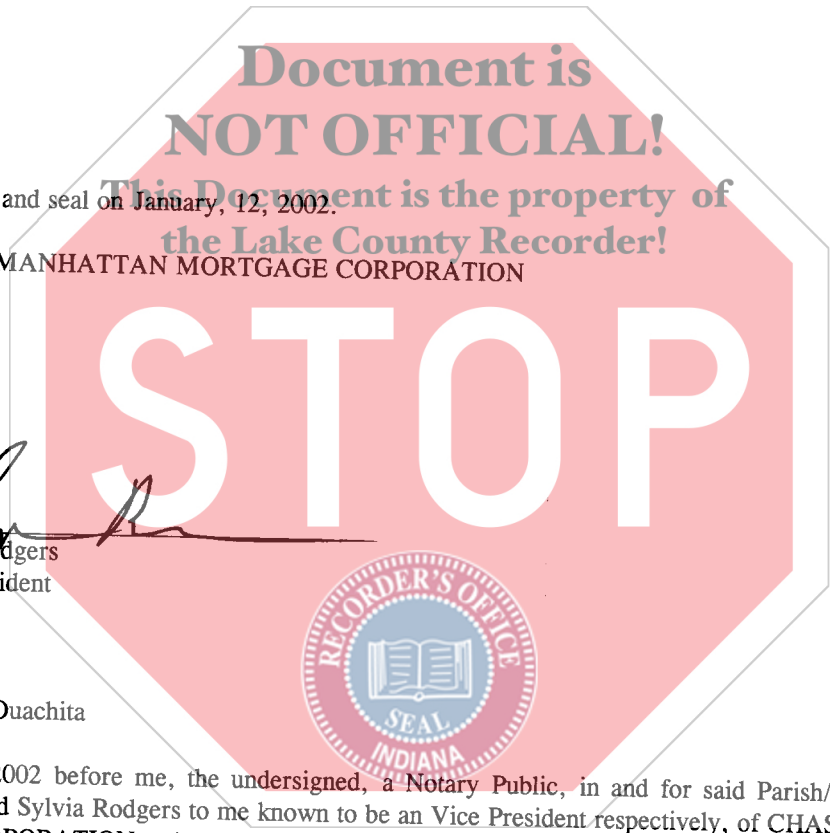 Document is
NOT OFFICIAL!
This Document is the property of
the Lake County Recorder!
and seal on January, 12, 2002.
MANHATTAN MORTGAGE CORPORATION
STOP
dgers
ident
RECORDER'S OFFICE
SEAL
INDIANA
Ouachita
2002 before me, the undersigned, a Notary Public, in and for said Parish/
d Sylvia Rodgers to me known to be an Vice President respectively, of CHAS
PORATION